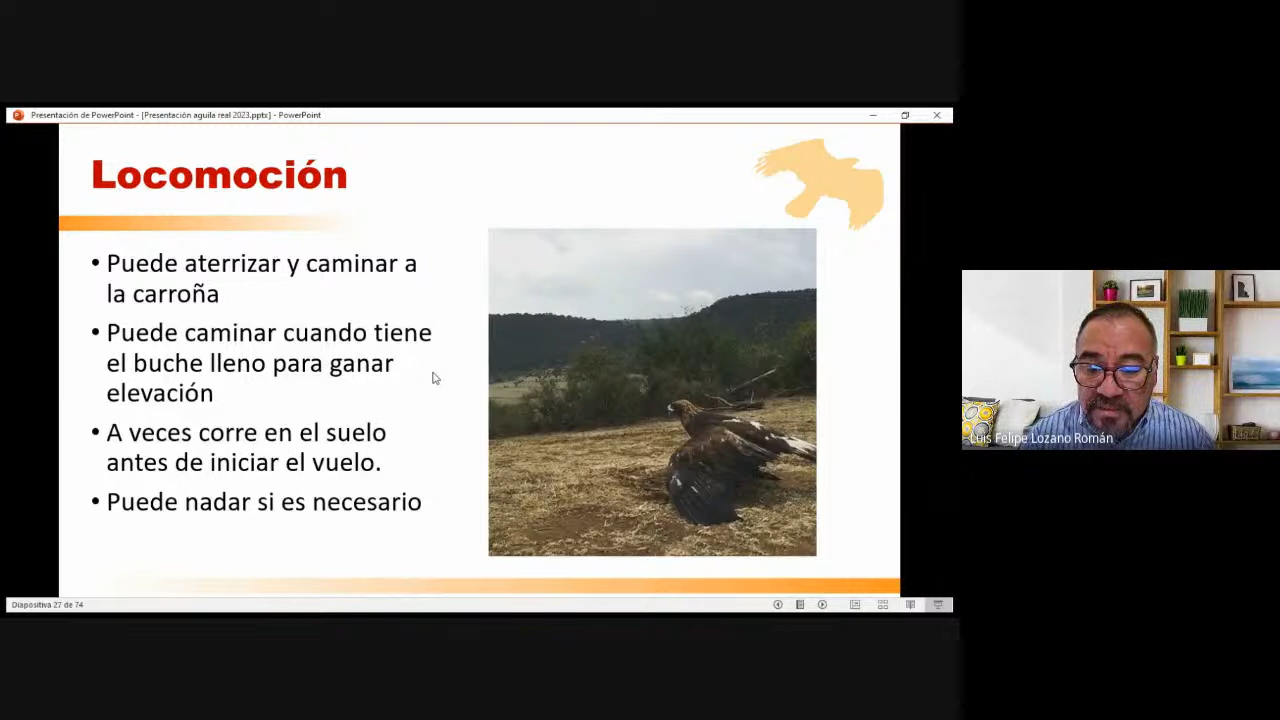 Presentación de PowerPoint - [Presentación aguila real 2023.pptx] - PowerPoint
Locomoción
• Puede aterrizar y caminar a
la carroña
• Puede caminar cuando tiene
el buche lleno para ganar
elevación
• A veces corre en el suelo
antes de iniciar el vuelo.
• Puede nadar si es necesario
Luis Felipe Lozano Román
Diapositiva 27 de 74